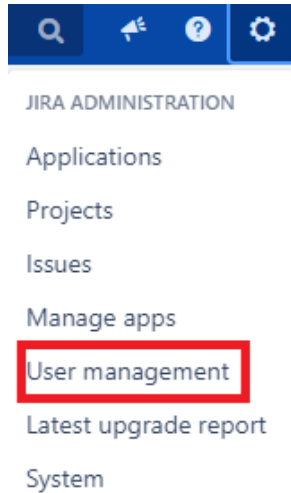 JIRA ADMINISTRATION
Applications
Projects
Issues
Manage apps
User management
Latest upgrade report
System